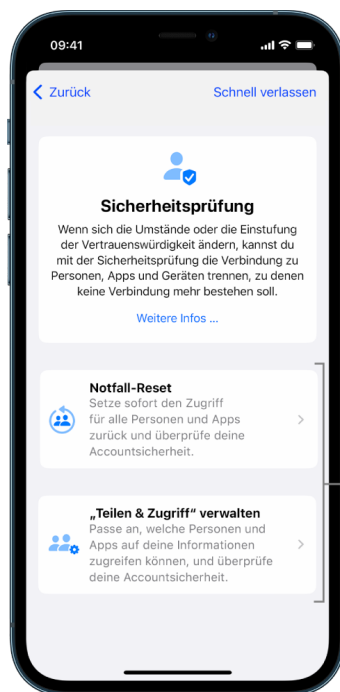 09:41
Zurück
Schnell verlassen
Sicherheitsprüfung
Wenn sich die Umstände oder die Einstufung
der Vertrauenswürdigkeit ändern, kannst du
mit der Sicherheitsprüfung die Verbindung zu
Personen, Apps und Geräten trennen, zu denen
keine Verbindung mehr bestehen soll.
Weitere Infos ...
Notfall-Reset
Setze sofort den Zugriff
für alle Personen und Apps
zurück und überprüfe deine
Accountsicherheit.
„Teilen & Zugriff“ verwalten
Passe an, welche Personen und
Apps auf deine Informationen
zugreifen können, und überprüfe
deine Accountsicherheit.